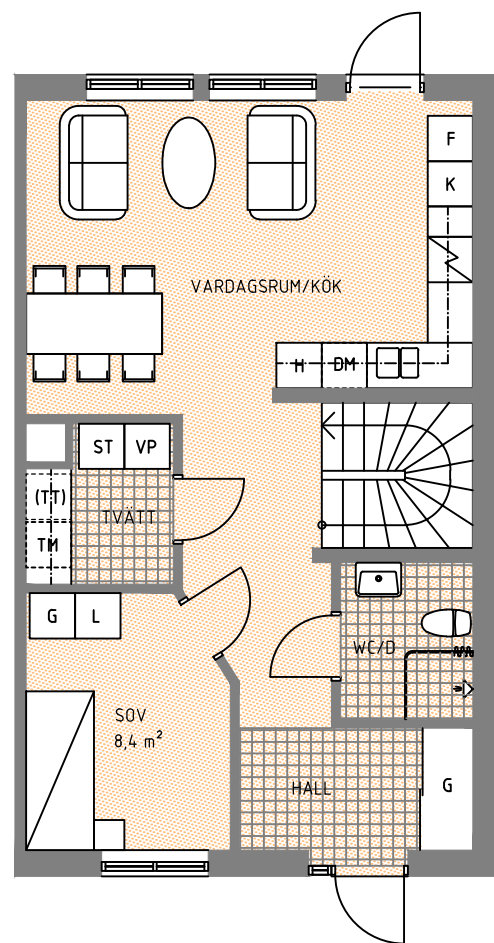 F
K
VARDAGSRUM/KÖK
H DM
ST VP
(TT)
TVÄTT
TM
G L
WC/D
SOV
8,4 m²
HALL
G